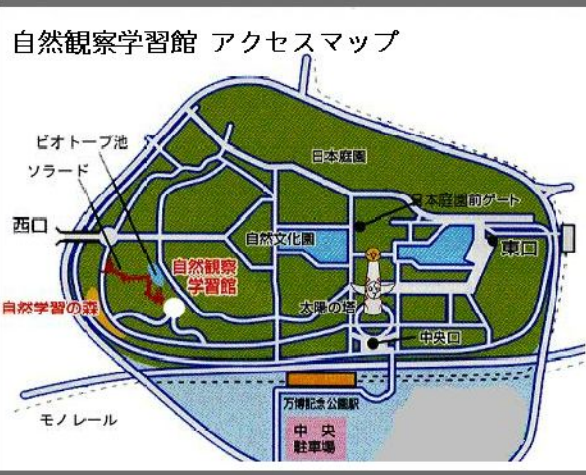 自然観察学習館 アクセスマップ
ビオトープ池
日本庭園
ソラード
日本庭園前ゲート
西口
自然文化園
東口
自然観察
学習館
自然学習の森
太陽の塔
中央口
万博記念公園駅
モノレール
中央
駐車場